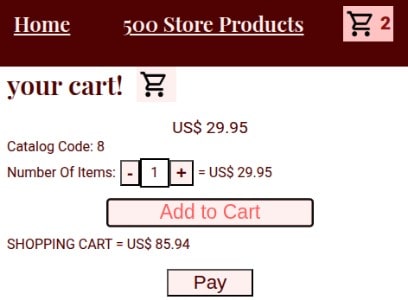 Home 500 Store Products 2
your cart!
US$ 29.95
Catalog Code: 8
Number Of Items: - 1 + = US$ 29.95
Add to Cart
SHOPPING CART = US$ 85.94
Pay